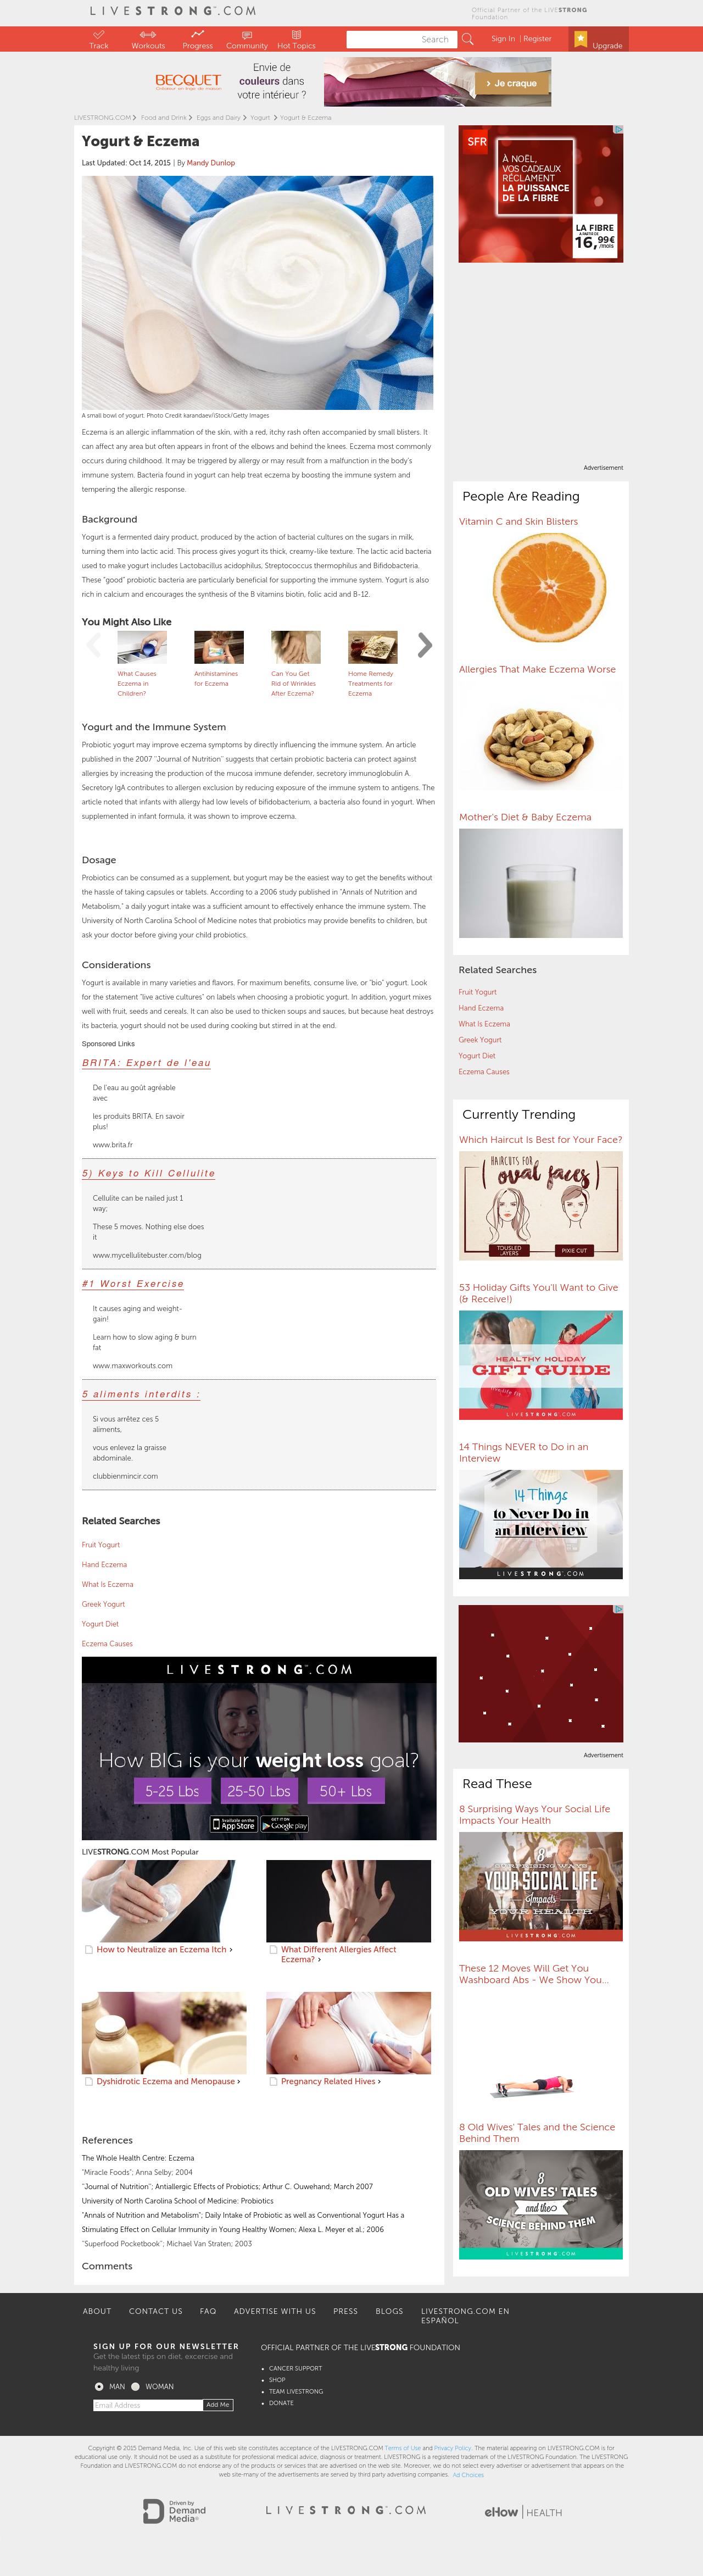 LIVESTRONG.COM
Official Partner of the LIVESTRONG
Foundation
Track
Workouts
Progress
Community
Hot Topics
Search
Sign In | Register
Upgrade
BECQUET
Envie de
couleurs dans
votre intérieur ?
› Je craque
LIVESTRONG.COM > Food and Drink > Eggs and Dairy > Yogurt > Yogurt & Eczema
Yogurt & Eczema
Last Updated: Oct 14, 2015 | By Mandy Dunlop
A small bowl of yogurt. Photo Credit karandaev/iStock/Getty Images
Eczema is an allergic inflammation of the skin, with a red, itchy rash often accompanied by small blisters. It
can affect any area but often appears in front of the elbows and behind the knees. Eczema most commonly
occurs during childhood. It may be triggered by allergy or may result from a malfunction in the body's
immune system. Bacteria found in yogurt can help treat eczema by boosting the immune system and
tempering the allergic response.
Background
Yogurt is a fermented dairy product, produced by the action of bacterial cultures on the sugars in milk,
turning them into lactic acid. This process gives yogurt its thick, creamy-like texture. The lactic acid bacteria
used to make yogurt includes Lactobacillus acidophilus, Streptococcus thermophilus and Bifidobacteria.
These "good" probiotic bacteria are particularly beneficial for supporting the immune system. Yogurt is also
rich in calcium and encourages the synthesis of the B vitamins biotin, folic acid and B-12.
You Might Also Like
What Causes
Eczema in
Children?
Antihistamines
for Eczema
Can You Get
Rid of Wrinkles
After Eczema?
Home Remedy
Treatments for
Eczema
Yogurt and the Immune System
Probiotic yogurt may improve eczema symptoms by directly influencing the immune system. An article
published in the 2007 "Journal of Nutrition" suggests that certain probiotic bacteria can protect against
allergies by increasing the production of the mucosa immune defender, secretory immunoglobulin A.
Secretory IgA contributes to allergen exclusion by reducing exposure of the immune system to antigens. The
article noted that infants with allergy had low levels of bifidobacterium, a bacteria also found in yogurt. When
supplemented in infant formula, it was shown to improve eczema.
Dosage
Probiotics can be consumed as a supplement, but yogurt may be the easiest way to get the benefits without
the hassle of taking capsules or tablets. According to a 2006 study published in "Annals of Nutrition and
Metabolism," a daily yogurt intake was a sufficient amount to effectively enhance the immune system. The
University of North Carolina School of Medicine notes that probiotics may provide benefits to children, but
ask your doctor before giving your child probiotics.
Considerations
Yogurt is available in many varieties and flavors. For maximum benefits, consume live, or "bio" yogurt. Look
for the statement "live active cultures" on labels when choosing a probiotic yogurt. In addition, yogurt mixes
well with fruit, seeds and cereals. It can also be used to thicken soups and sauces, but because heat destroys
its bacteria, yogurt should not be used during cooking but stirred in at the end.
Sponsored Links
BRITA: Expert de l'eau
De l'eau au goût agréable
avec
les produits BRITA. En savoir
plus!
www.brita.fr
5) Keys to Kill Cellulite
Cellulite can be nailed just 1
way;
These 5 moves. Nothing else does
it
www.mycellulitebuster.com/blog
#1 Worst Exercise
It causes aging and weight-
gain!
Learn how to slow aging & burn
fat
www.maxworkouts.com
5 aliments interdits :
Si vous arrêtez ces 5
aliments,
vous enlevez la graisse
abdominale.
clubbienmincir.com
Related Searches
Fruit Yogurt
Hand Eczema
What Is Eczema
Greek Yogurt
Yogurt Diet
Eczema Causes
LIVESTRONG.COM
How BIG is your weight loss goal?
5-25 Lbs
25-50 Lbs
50+ Lbs
Available on the
App Store
GET IT ON
Google play
LIVESTRONG.COM Most Popular
How to Neutralize an Eczema Itch ›
What Different Allergies Affect
Eczema? ›
Dyshidrotic Eczema and Menopause ›
Pregnancy Related Hives ›
References
The Whole Health Centre: Eczema
"Miracle Foods"; Anna Selby; 2004
"Journal of Nutrition"; Antiallergic Effects of Probiotics; Arthur C. Ouwehand; March 2007
University of North Carolina School of Medicine: Probiotics
"Annals of Nutrition and Metabolism"; Daily Intake of Probiotic as well as Conventional Yogurt Has a
Stimulating Effect on Cellular Immunity in Young Healthy Women; Alexa L. Meyer et al.; 2006
"Superfood Pocketbook"; Michael Van Straten; 2003
Comments
SFR
À NOËL,
VOS CADEAUX
RÉCLAMENT
LA PUISSANCE
DE LA FIBRE
LA FIBRE
À PARTIR DE
16,99€
/mois
Advertisement
People Are Reading
Vitamin C and Skin Blisters
Allergies That Make Eczema Worse
Mother's Diet & Baby Eczema
Related Searches
Fruit Yogurt
Hand Eczema
What Is Eczema
Greek Yogurt
Yogurt Diet
Eczema Causes
Currently Trending
Which Haircut Is Best for Your Face?
HAIRCUTS FOR
oval faces
TOUSLED
LAYERS
PIXIE CUT
53 Holiday Gifts You'll Want to Give
(& Receive!)
HEALTHY HOLIDAY
GIFT GUIDE
LIVESTRONG.COM
14 Things NEVER to Do in an
Interview
14 Things
to Never Do in
an Interview
LIVESTRONG.COM
Advertisement
Read These
8 Surprising Ways Your Social Life
Impacts Your Health
8
SURPRISING WAYS
YOUR SOCIAL LIFE
Impacts
YOUR HEALTH
LIVESTRONG.COM
These 12 Moves Will Get You
Washboard Abs - We Show You...
8 Old Wives' Tales and the Science
Behind Them
8
OLD WIVES' TALES
and the
SCIENCE BEHIND THEM
LIVESTRONG.COM
ABOUT
CONTACT US
FAQ
ADVERTISE WITH US
PRESS
BLOGS
LIVESTRONG.COM EN
ESPAÑOL
SIGN UP FOR OUR NEWSLETTER
Get the latest tips on diet, excercise and
healthy living
MAN
WOMAN
Email Address
Add Me
OFFICIAL PARTNER OF THE LIVESTRONG FOUNDATION
CANCER SUPPORT
SHOP
TEAM LIVESTRONG
DONATE
Copyright © 2015 Demand Media, Inc. Use of this web site constitutes acceptance of the LIVESTRONG.COM Terms of Use and Privacy Policy. The material appearing on LIVESTRONG.COM is for
educational use only. It should not be used as a substitute for professional medical advice, diagnosis or treatment. LIVESTRONG is a registered trademark of the LIVESTRONG Foundation. The LIVESTRONG
Foundation and LIVESTRONG.COM do not endorse any of the products or services that are advertised on the web site. Moreover, we do not select every advertiser or advertisement that appears on the
web site-many of the advertisements are served by third party advertising companies. Ad Choices
Driven by
Demand
Media
LIVESTRONG.COM
eHow | HEALTH